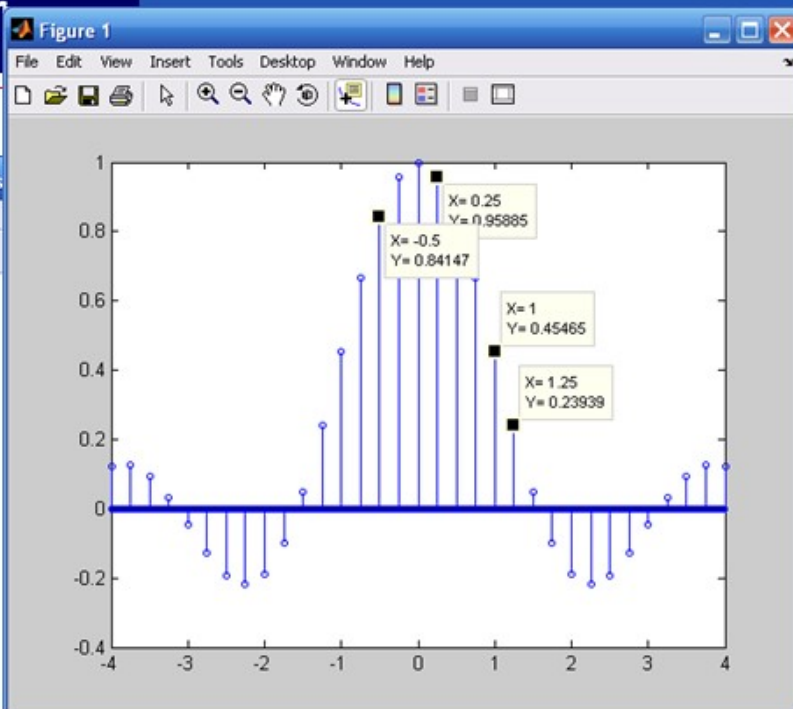 Figure 1
File Edit View Insert Tools Desktop Window Help
1
0.8
0.6
0.4
0.2
0
-0.2
-0.4
X= 0.25
Y= 0.95885
X= -0.5
Y= 0.84147
X= 1
Y= 0.45465
X= 1.25
Y= 0.23939
-4 -3 -2 -1 0 1 2 3 4